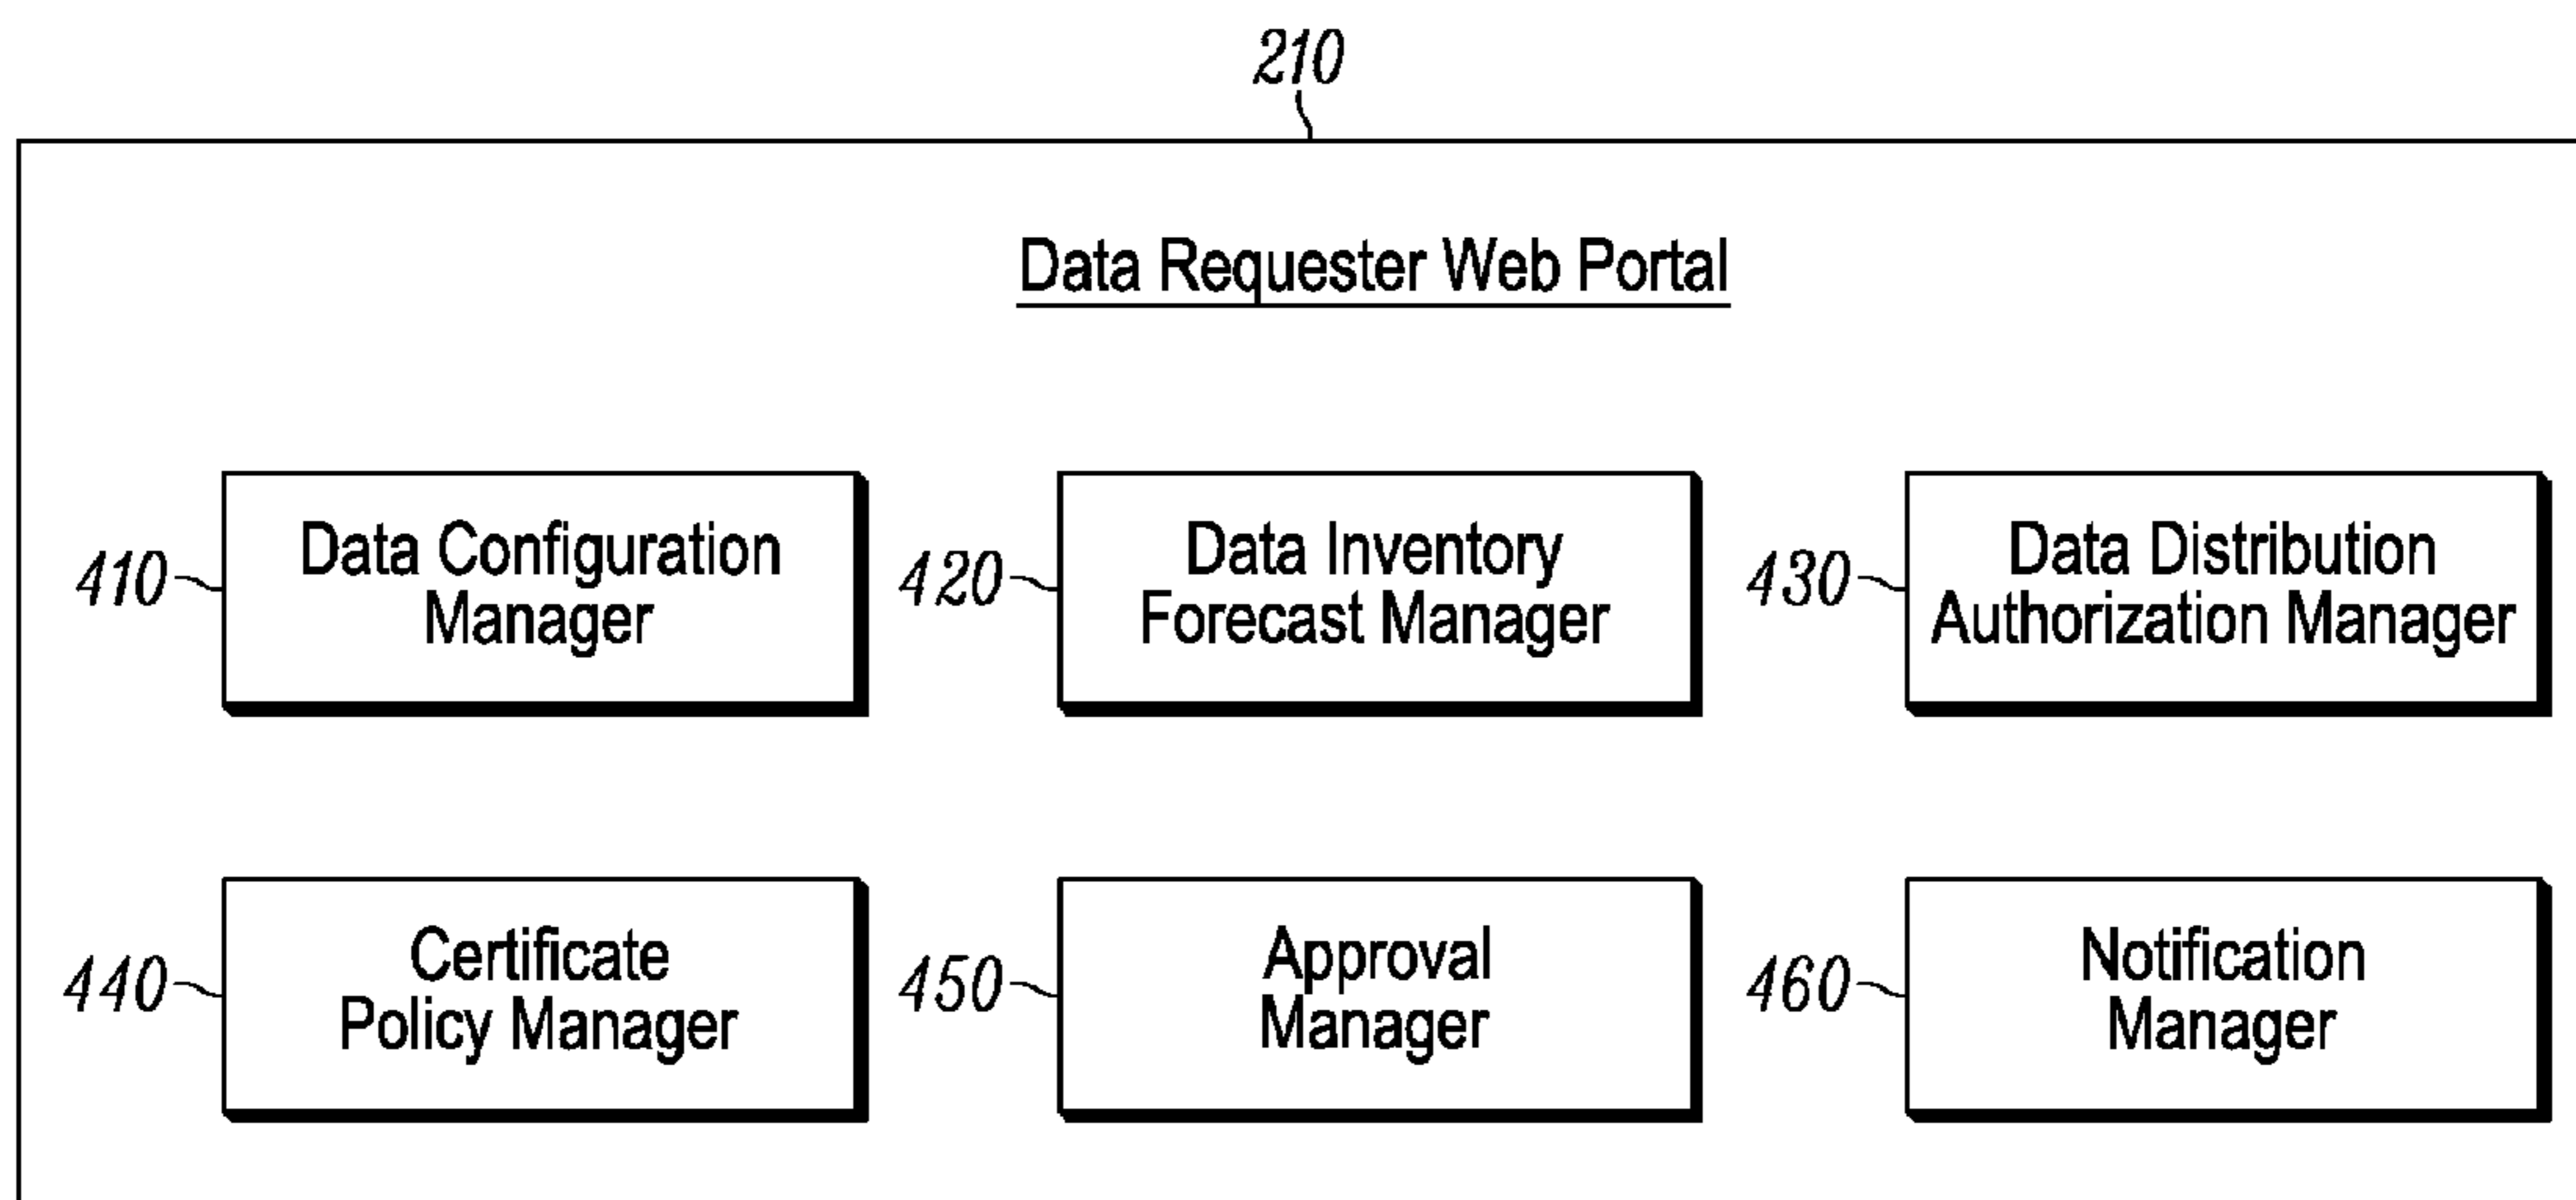 210
Data Requester Web Portal
410
Data Configuration
Manager
420
Data Inventory
Forecast Manager
430
Data Distribution
Authorization Manager
440
Certificate
Policy Manager
450
Approval
Manager
460
Notification
Manager